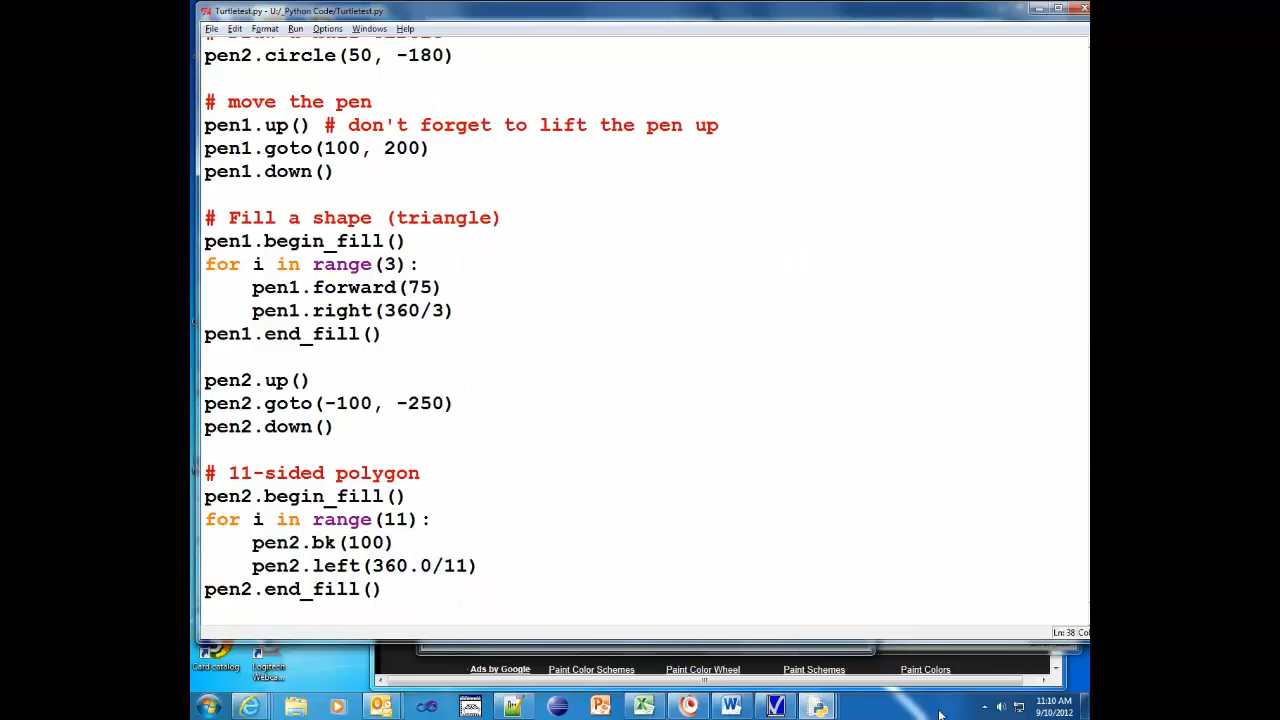 Turtletest.py - U:/_Python Code/Turtletest.py
File Edit Format Run Options Windows Help
pen2.circle(50, -180)
# move the pen
pen1.up() # don't forget to lift the pen up
pen1.goto(100, 200)
pen1.down()
# Fill a shape (triangle)
pen1.begin_fill()
for i in range(3):
    pen1.forward(75)
    pen1.right(360/3)
pen1.end_fill()
pen2.up()
pen2.goto(-100, -250)
pen2.down()
# 11-sided polygon
pen2.begin_fill()
for i in range(11):
    pen2.bk(100)
    pen2.left(360.0/11)
pen2.end_fill()
Ln: 38 Co
Card catalog Logitech
Webca...
Ads by Google Paint Color Schemes Paint Color Wheel Paint Schemes Paint Colors
11:10 AM
9/10/2012